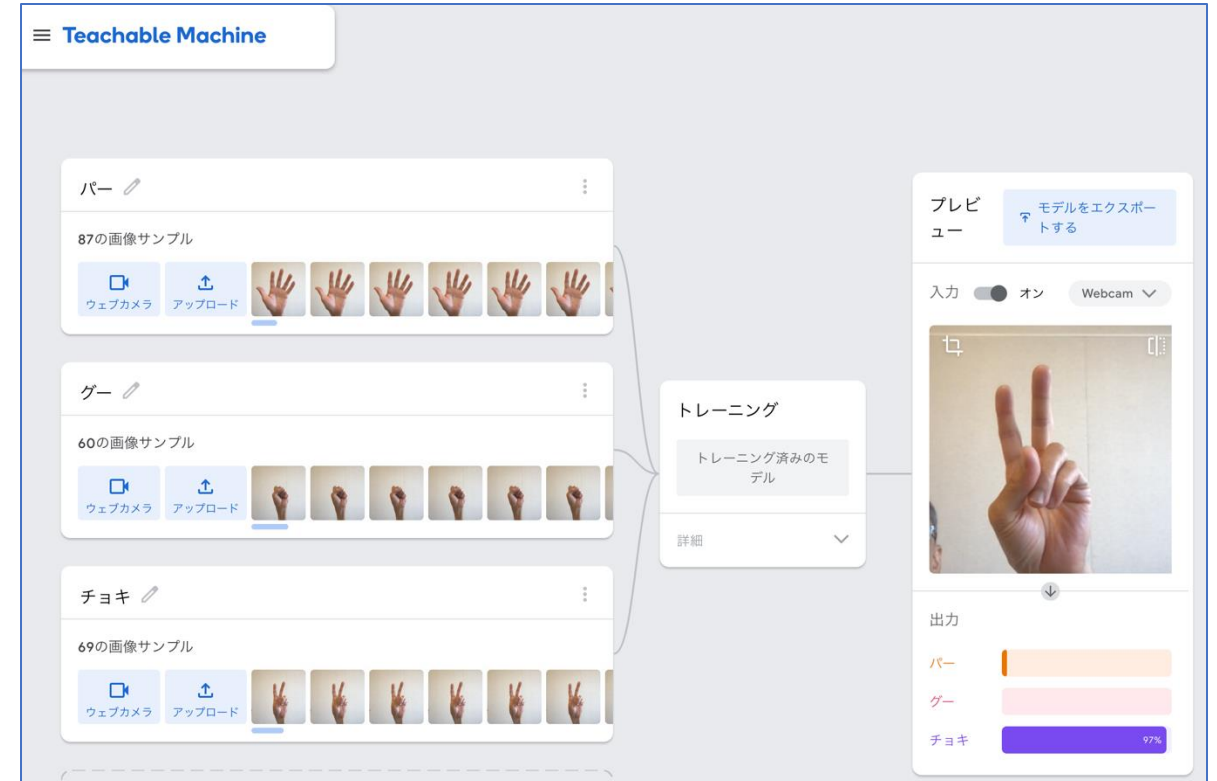 Teachable Machine
パー
87の画像サンプル
ウェブカメラ
アップロード
グー
60の画像サンプル
ウェブカメラ
アップロード
チョキ
69の画像サンプル
ウェブカメラ
アップロード
トレーニング
トレーニング済みのモ
デル
詳細
プレビ
ュー
モデルをエクスポー
トする
入力
オン
Webcam
出力
パー
グー
チョキ
97%